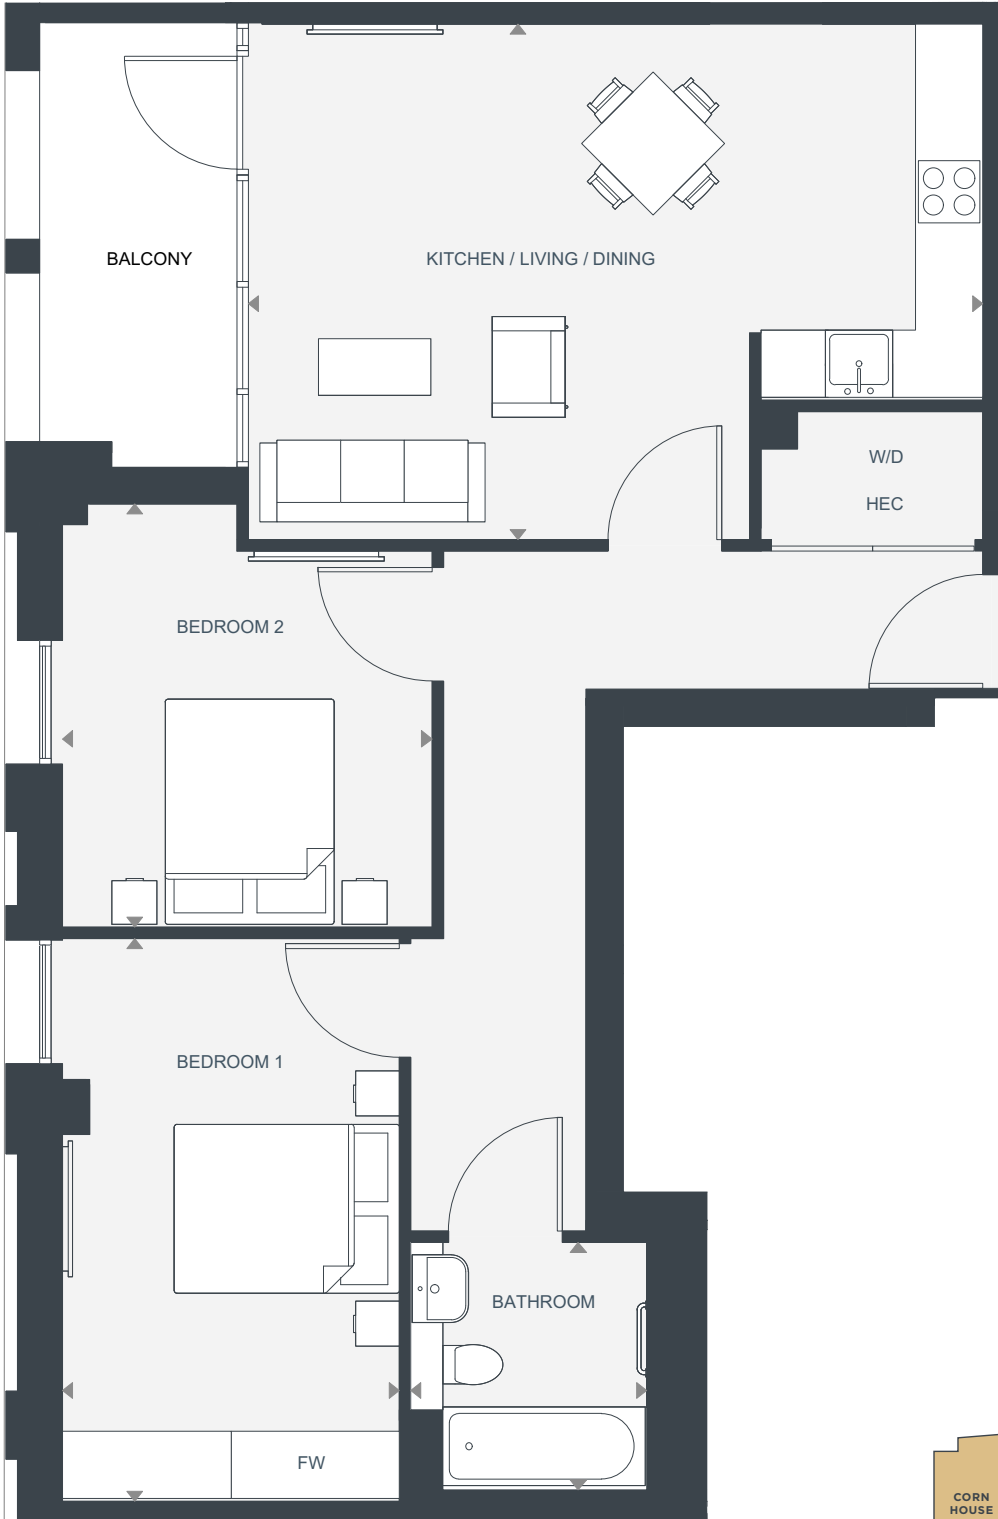 BALCONY
KITCHEN / LIVING / DINING
W/D
HEC
BEDROOM 2
BEDROOM 1
BATHROOM
FW
CORN
HOUSE